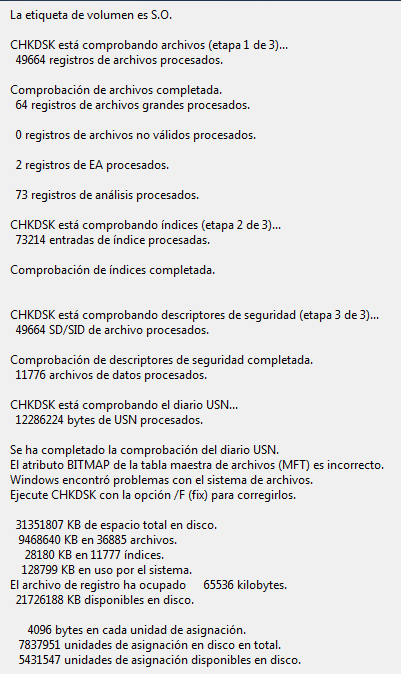 La etiqueta de volumen es S.O.
CHKDSK está comprobando archivos (etapa 1 de 3)...
49664 registros de archivos procesados.
Comprobación de archivos completada.
64 registros de archivos grandes procesados.
0 registros de archivos no válidos procesados.
2 registros de EA procesados.
73 registros de análisis procesados.
CHKDSK está comprobando índices (etapa 2 de 3)...
73214 entradas de índice procesadas.
Comprobación de índices completada.
CHKDSK está comprobando descriptores de seguridad (etapa 3 de 3)...
49664 SD/SID de archivo procesados.
Comprobación de descriptores de seguridad completada.
11776 archivos de datos procesados.
CHKDSK está comprobando el diario USN...
12286224 bytes de USN procesados.
Se ha completado la comprobación del diario USN.
El atributo BITMAP de la tabla maestra de archivos (MFT) es incorrecto.
Windows encontró problemas con el sistema de archivos.
Ejecute CHKDSK con la opción /F (fix) para corregirlos.
31351807 KB de espacio total en disco.
9468640 KB en 36885 archivos.
28180 KB en 11777 índices.
128799 KB en uso por el sistema.
El archivo de registro ha ocupado 65536 kilobytes.
21726188 KB disponibles en disco.
4096 bytes en cada unidad de asignación.
7837951 unidades de asignación en disco en total.
5431547 unidades de asignación disponibles en disco.